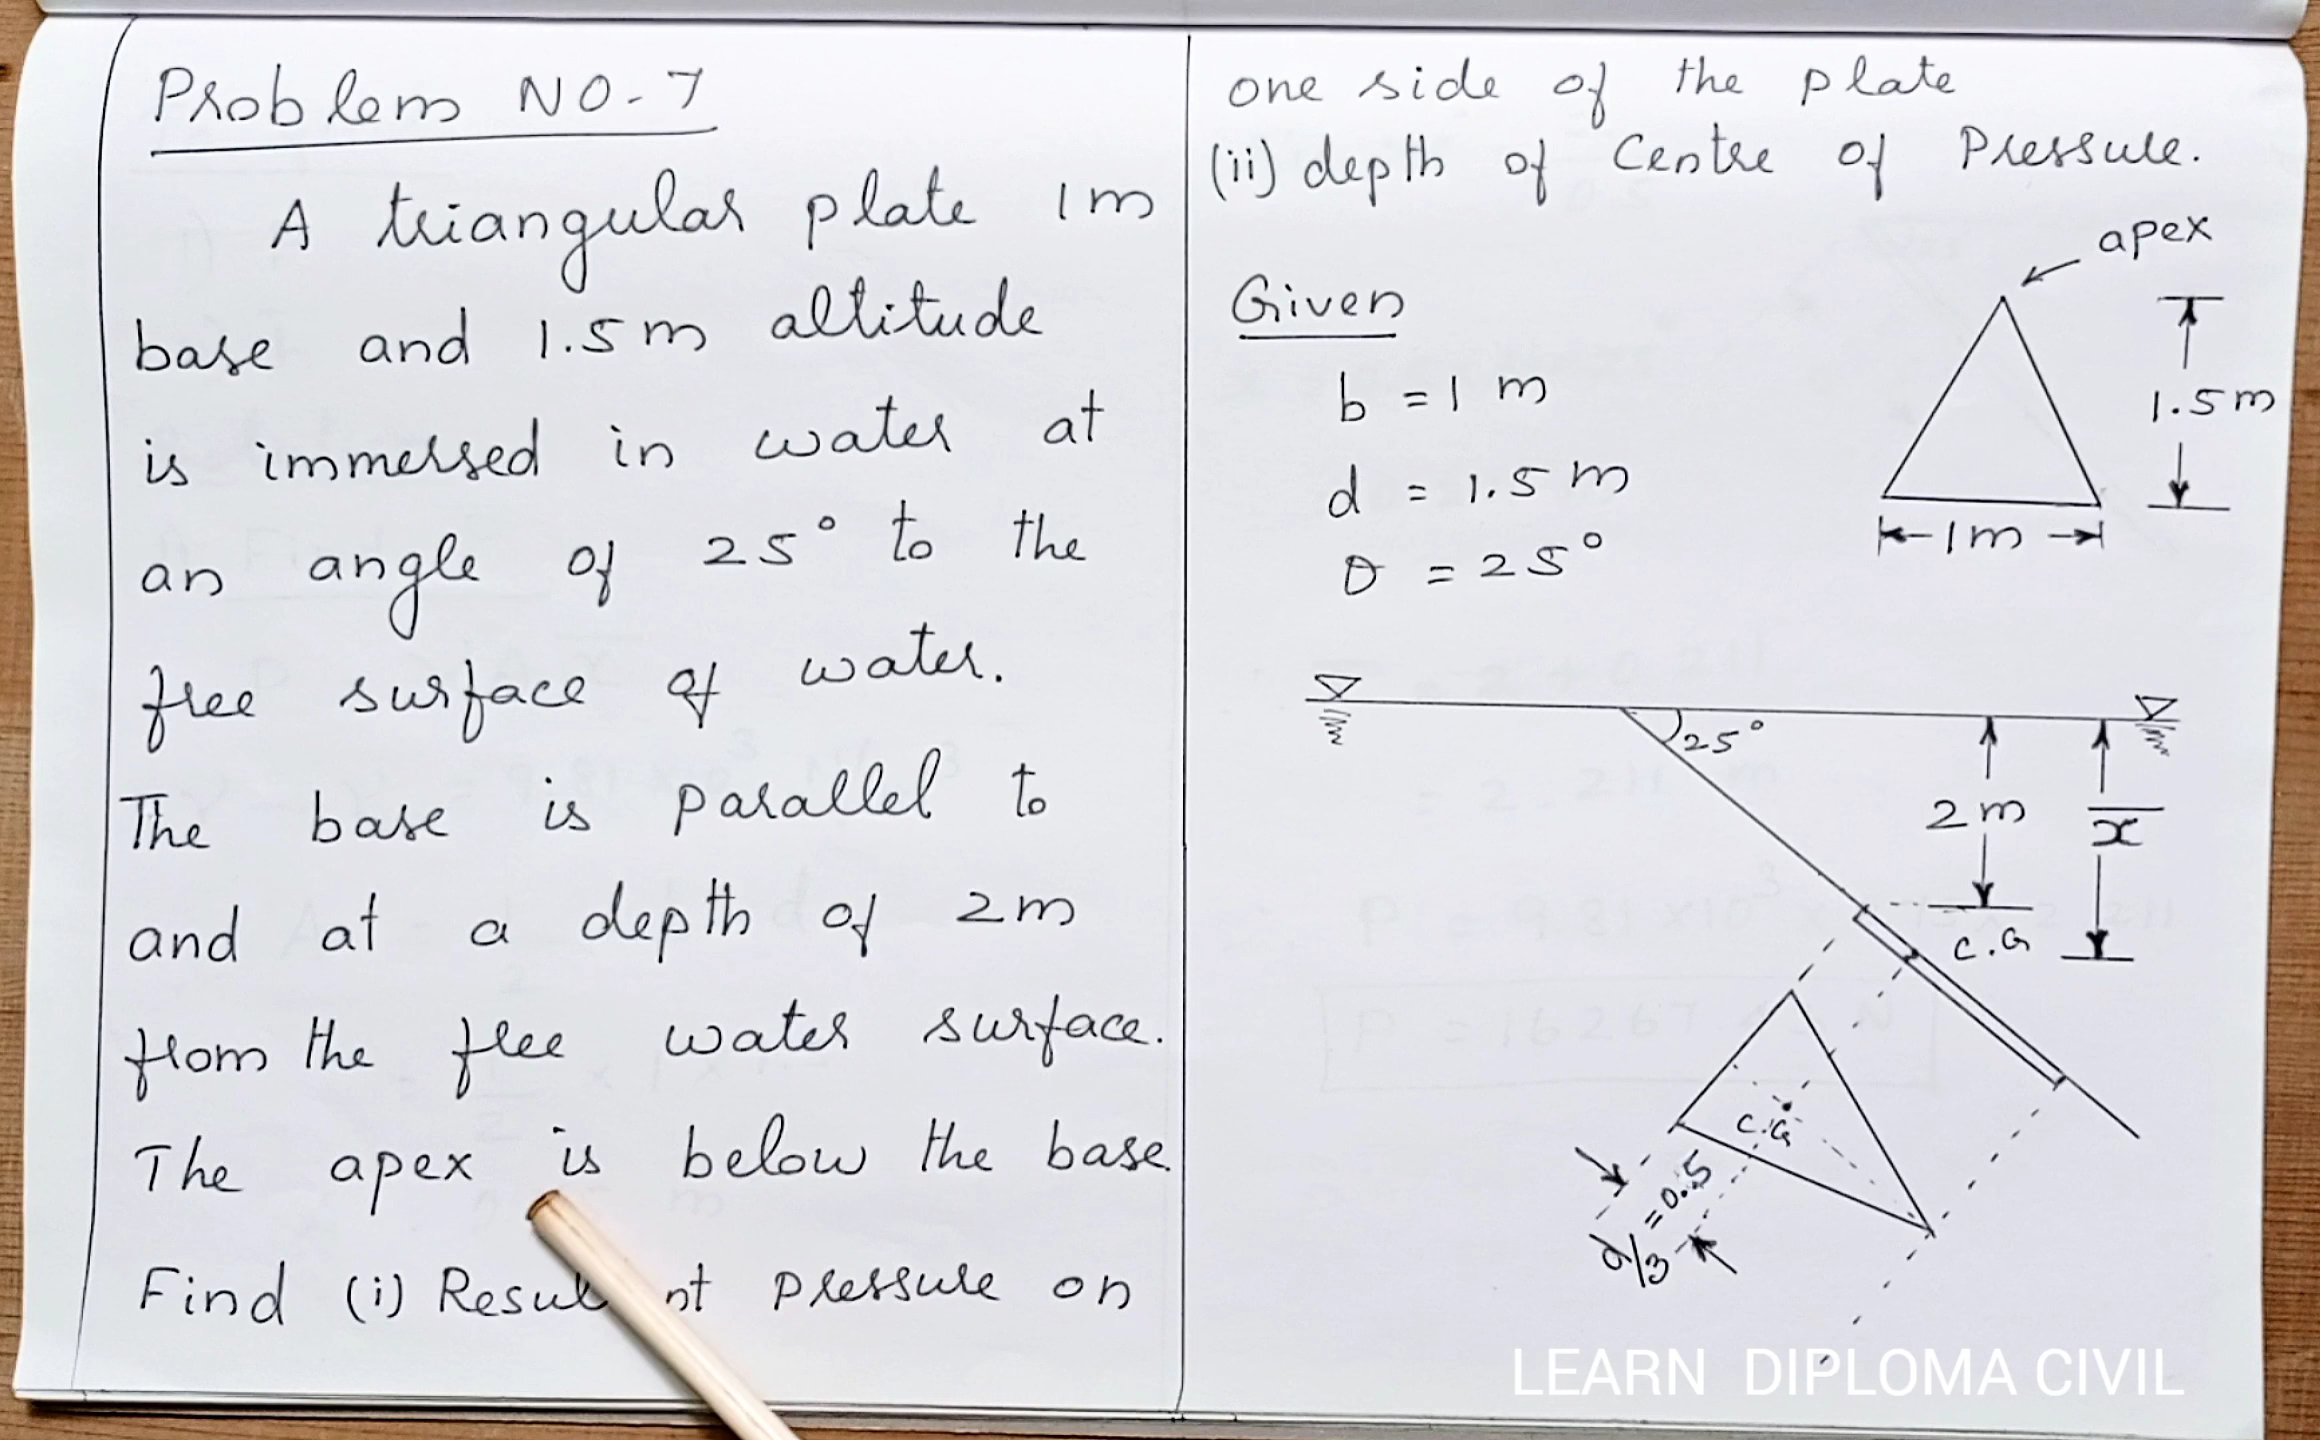 Problem NO-7
A triangular plate 1m
base and 1.5m altitude
is immersed in water at
an angle of 25° to the
free surface of water.
The base is parallel to
and at a depth of 2m
from the free water surface.
The apex is below the base.
Find (i) Resul nt pressure on
one side of the plate
(ii) depth of Centre of Pressure.
apex
Given
b = 1 m
d = 1.5 m
θ = 25°
1.5m
1m
25°
2m
x̅
C.G
C.G
d/3 = 0.5
LEARN DIPLOMA CIVIL